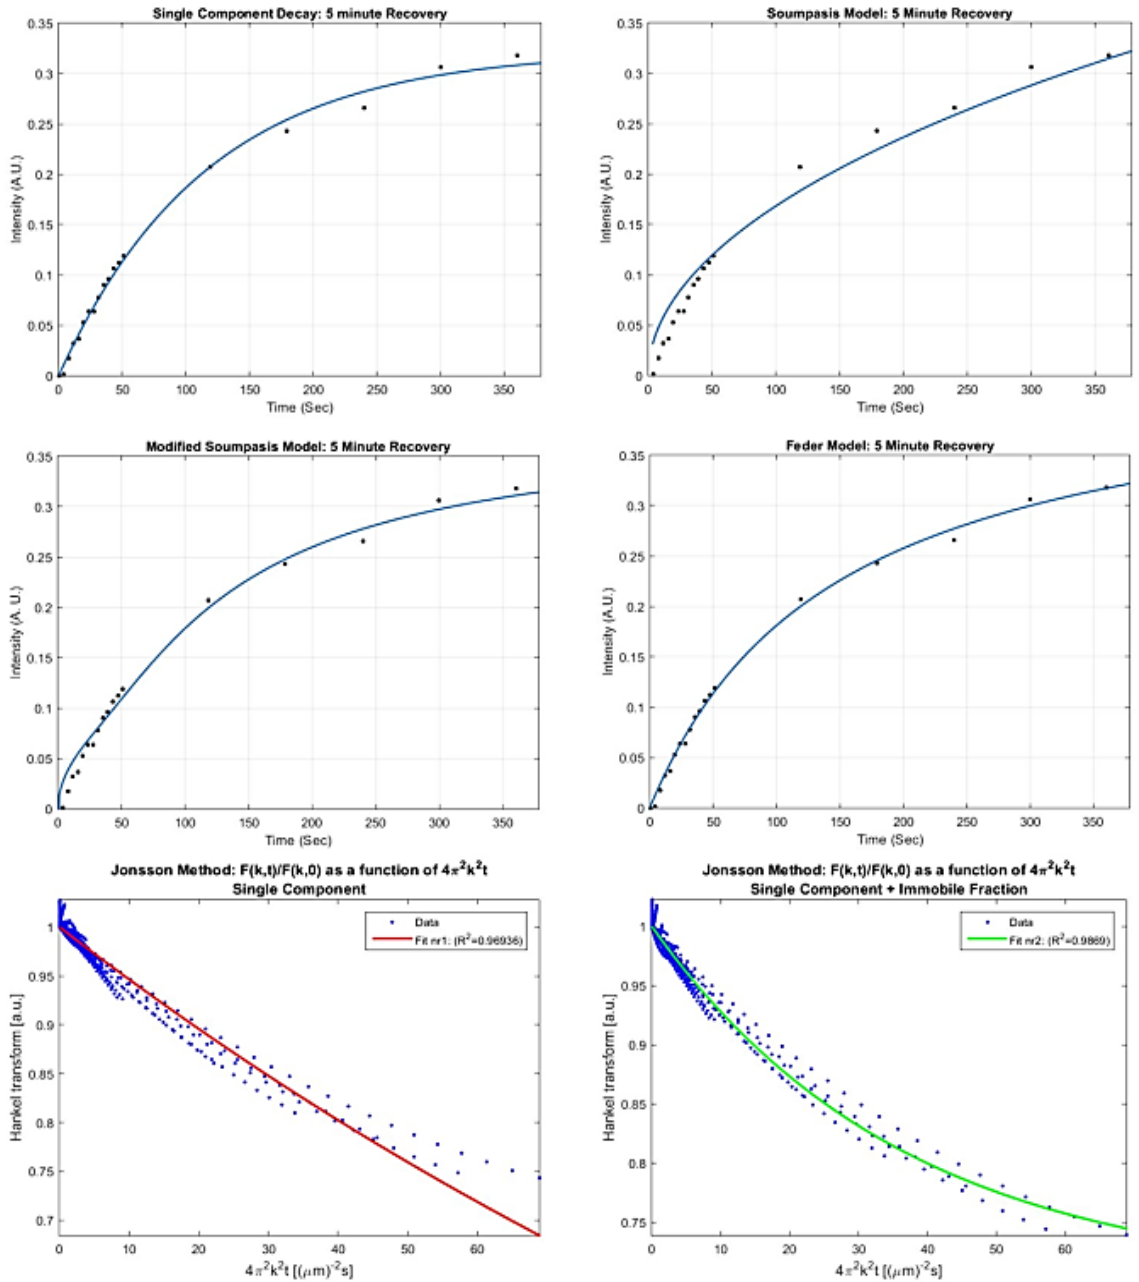 Single Component Decay: 5 minute Recovery
0.35
0.3
0.25
0.2
0.15
0.1
0.05
0
Intensity (A.U.)
0 50 100 150 200 250 300 350
Time (Sec)
Soumpasis Model: 5 Minute Recovery
0.35
0.3
0.25
0.2
0.15
0.1
0.05
0
Intensity (A.U.)
0 50 100 150 200 250 300 350
Time (Sec)
Modified Soumpasis Model: 5 Minute Recovery
0.35
0.3
0.25
0.2
0.15
0.1
0.05
0
Intensity (A. U.)
0 50 100 150 200 250 300 350
Time (Sec)
Feder Model: 5 Minute Recovery
0.35
0.3
0.25
0.2
0.15
0.1
0.05
0
Intensity (A.U.)
0 50 100 150 200 250 300 350
Time (Sec)
Jonsson Method: F(k,t)/F(k,0) as a function of 4π²k²t
Single Component
Data
Fit nr1: (R²=0.96936)
1
0.95
0.9
0.85
0.8
0.75
0.7
Hankel transform [a.u.]
0 10 20 30 40 50 60
4π²k²t [(μm)⁻²s]
Jonsson Method: F(k,t)/F(k,0) as a function of 4π²k²t
Single Component + Immobile Fraction
Data
Fit nr2: (R²=0.9869)
1
0.95
0.9
0.85
0.8
0.75
Hankel transform [a.u.]
0 10 20 30 40 50 60
4π²k²t [(μm)⁻²s]